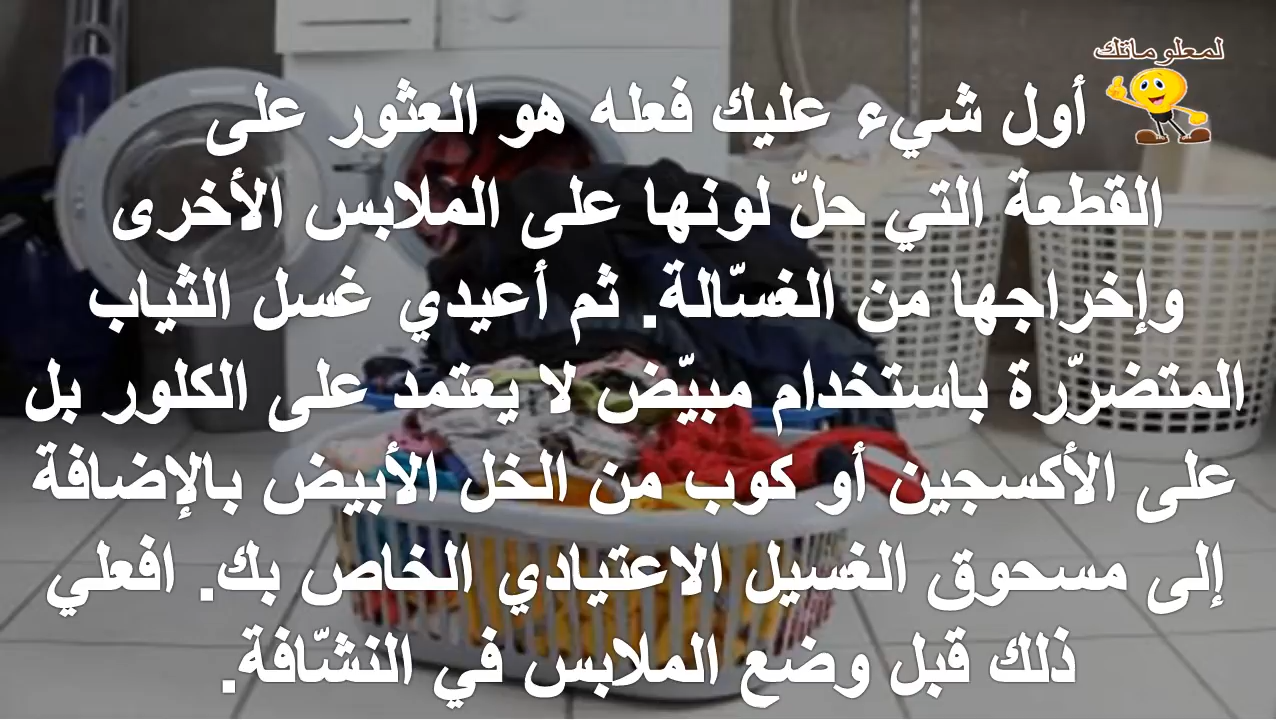 لمعلوماتك
أول شيء عليك فعله هو العثور على
القطعة التي حلّ لونها على الملابس الأخرى
وإخراجها من الغسّالة. ثم أعيدي غسل الثياب
المتضرّرة باستخدام مبيّض لا يعتمد على الكلور بل
على الأكسجين أو كوب من الخل الأبيض بالإضافة
إلى مسحوق الغسيل الاعتيادي الخاص بك. افعلي
ذلك قبل وضع الملابس في النشّافة.